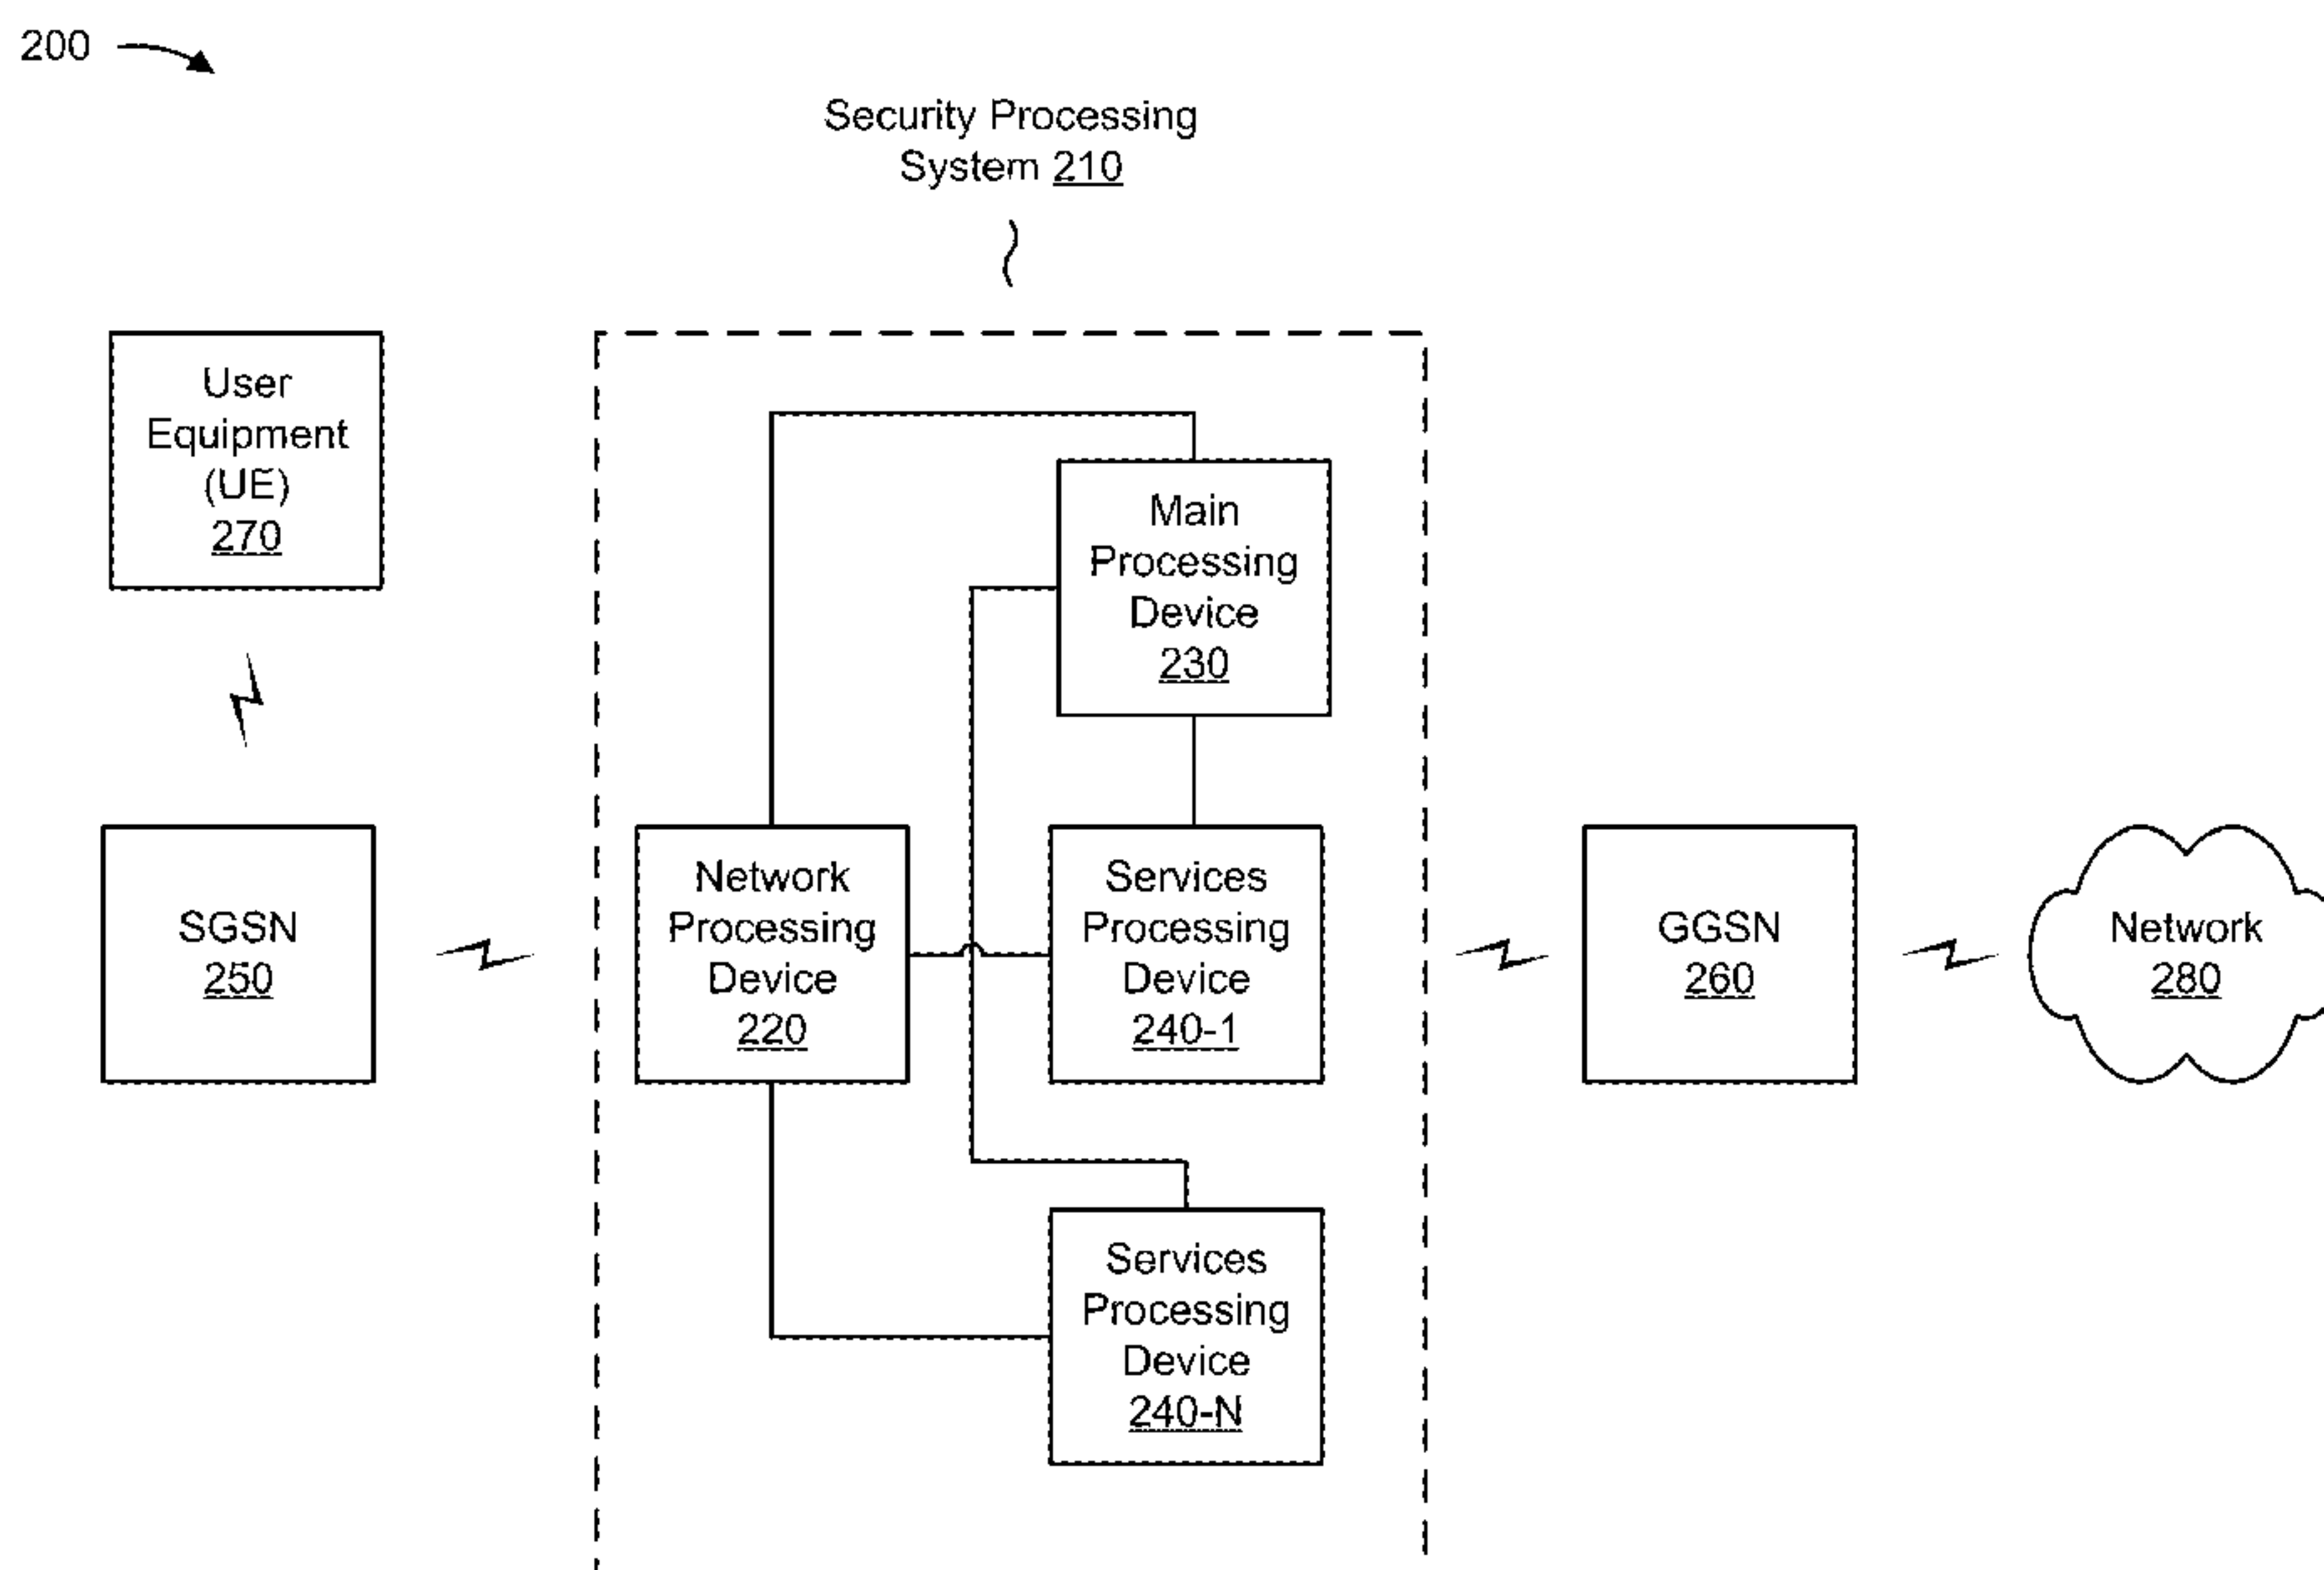 200
Security Processing
System 210
User
Equipment
(UE)
270
Main
Processing
Device
230
SGSN
250
Network
Processing
Device
220
Services
Processing
Device
240-1
GGSN
260
Network
280
Services
Processing
Device
240-N